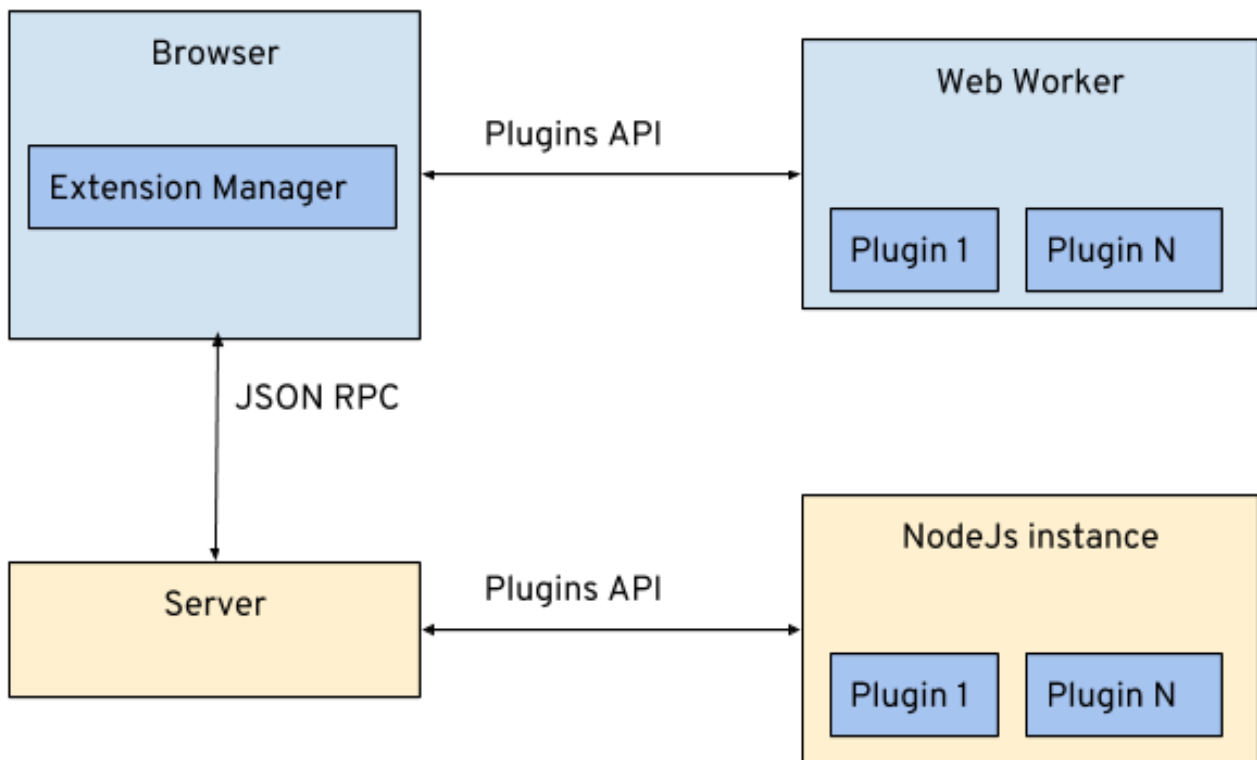 Browser
Extension Manager
Plugins API
Web Worker
Plugin 1
Plugin N
JSON RPC
Server
Plugins API
NodeJs instance
Plugin 1
Plugin N